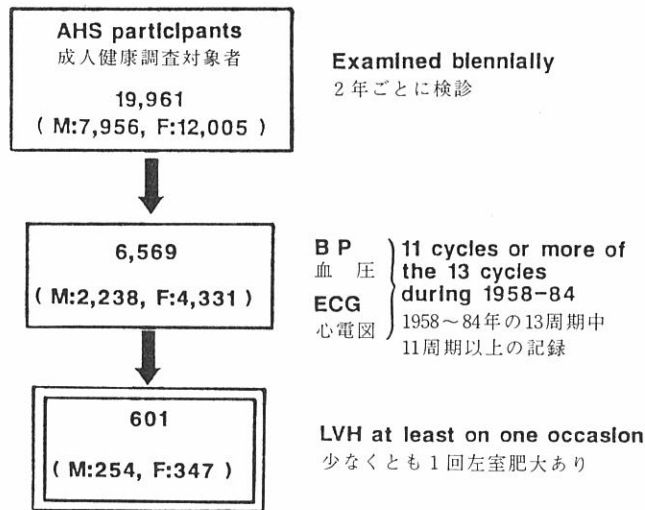 AHS participants
成人健康調査対象者
19,961
( M:7,956, F:12,005 )
Examined biennially
2年ごとに検診
6,569
( M:2,238, F:4,331 )
BP
血 圧
ECG
心電図
11 cycles or more of
the 13 cycles
during 1958-84
1958～84年の13周期中
11周期以上の記録
601
( M:254, F:347 )
LVH at least on one occasion
少なくとも1回左室肥大あり